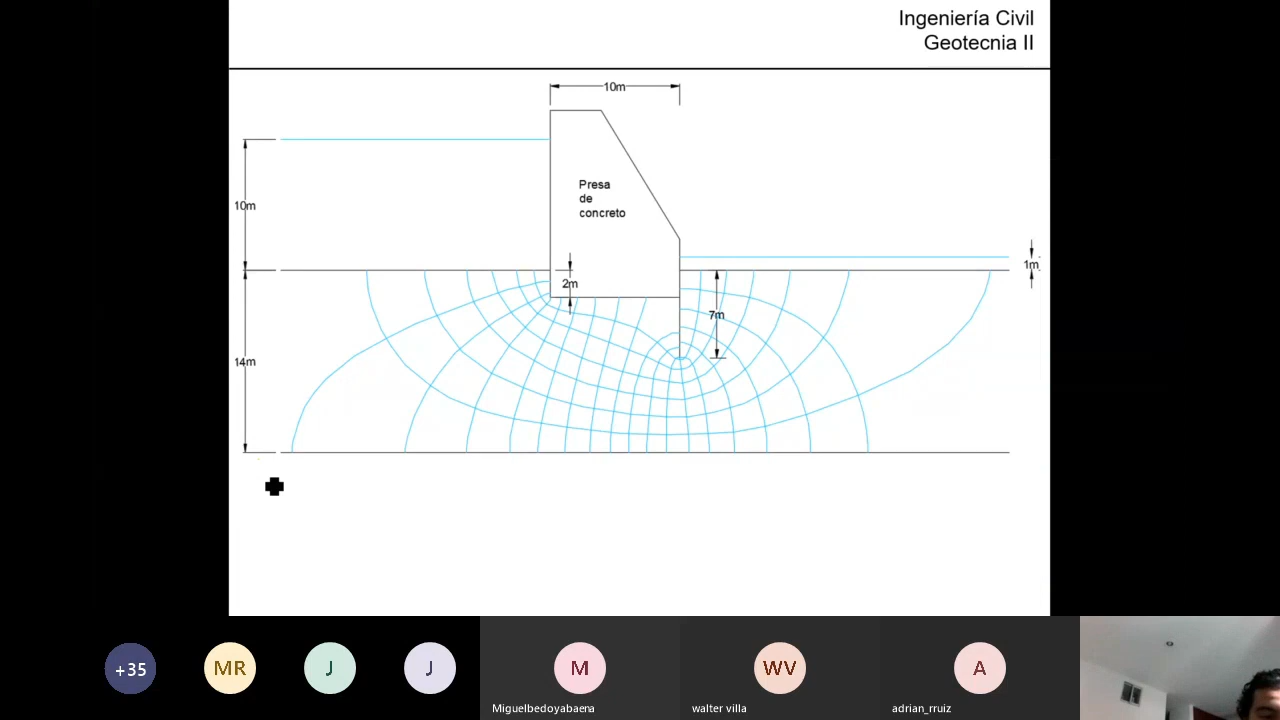 Ingeniería Civil
Geotecnia II
10m
10m
Presa
de
concreto
1m
2m
7m
14m
+35
MR
J
J
M
WV
A
Miguelbedoyabaena
walter villa
adrian_rruiz